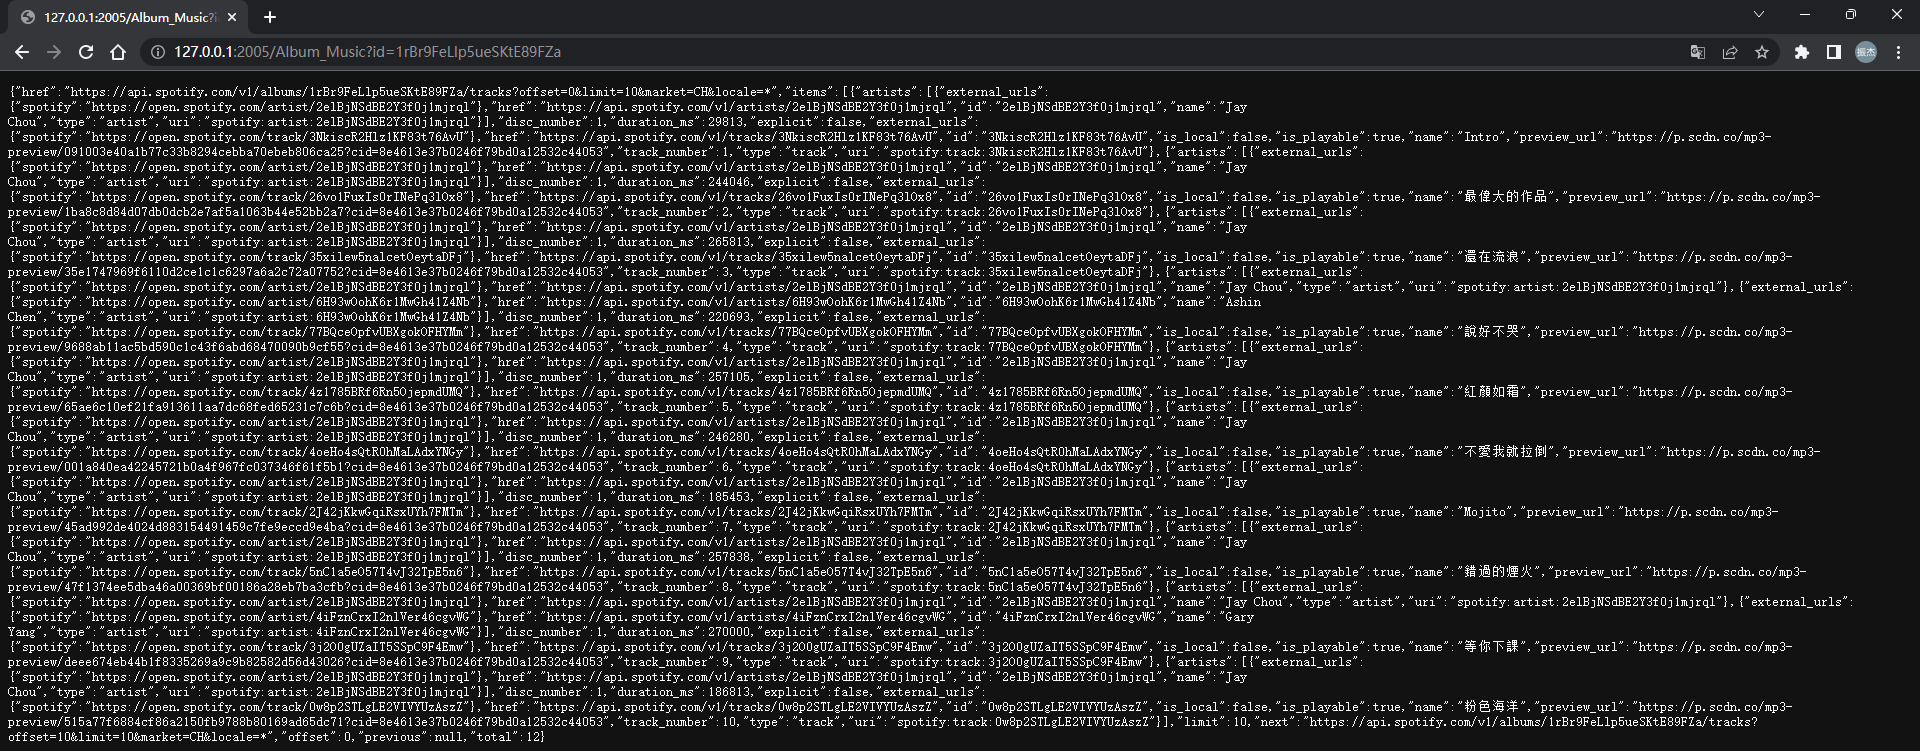 127.0.0.1:2005/Album_Music?i
127.0.0.1:2005/Album_Music?id=1rBr9FeLlp5ueSKtE89FZa
振杰
{"href":"https://api.spotify.com/v1/albums/1rBr9FeLlp5ueSKtE89FZa/tracks?offset=0&limit=10&market=CH&locale=*","items":[{"artists":[{"external_urls":
{"spotify":"https://open.spotify.com/artist/2elBjNSdBE2Y3f0j1mjrql"},"href":"https://api.spotify.com/v1/artists/2elBjNSdBE2Y3f0j1mjrql","id":"2elBjNSdBE2Y3f0j1mjrql","name":"Jay
Chou","type":"artist","uri":"spotify:artist:2elBjNSdBE2Y3f0j1mjrql"}],"disc_number":1,"duration_ms":29813,"explicit":false,"external_urls":
{"spotify":"https://open.spotify.com/track/3NkiscR2Hlz1KF83t76AvU"},"href":"https://api.spotify.com/v1/tracks/3NkiscR2Hlz1KF83t76AvU","id":"3NkiscR2Hlz1KF83t76AvU","is_local":false,"is_playable":true,"name":"Intro","preview_url":"https://p.scdn.co/mp3-
preview/091003e40a1b77c33b8294cebba70ebeb806ca25?cid=8e4613e37b0246f79bd0a12532c44053","track_number":1,"type":"track","uri":"spotify:track:3NkiscR2Hlz1KF83t76AvU"},{"artists":[{"external_urls":
{"spotify":"https://open.spotify.com/artist/2elBjNSdBE2Y3f0j1mjrql"},"href":"https://api.spotify.com/v1/artists/2elBjNSdBE2Y3f0j1mjrql","id":"2elBjNSdBE2Y3f0j1mjrql","name":"Jay
Chou","type":"artist","uri":"spotify:artist:2elBjNSdBE2Y3f0j1mjrql"}],"disc_number":1,"duration_ms":244046,"explicit":false,"external_urls":
{"spotify":"https://open.spotify.com/track/26vo1FuxIs0rINePq3lOx8"},"href":"https://api.spotify.com/v1/tracks/26vo1FuxIs0rINePq3lOx8","id":"26vo1FuxIs0rINePq3lOx8","is_local":false,"is_playable":true,"name":"最偉大的作品","preview_url":"https://p.scdn.co/mp3-
preview/1ba8c8d84d07db0dcb2e7af5a1063b44e52bb2a7?cid=8e4613e37b0246f79bd0a12532c44053","track_number":2,"type":"track","uri":"spotify:track:26vo1FuxIs0rINePq3lOx8"},{"artists":[{"external_urls":
{"spotify":"https://open.spotify.com/artist/2elBjNSdBE2Y3f0j1mjrql"},"href":"https://api.spotify.com/v1/artists/2elBjNSdBE2Y3f0j1mjrql","id":"2elBjNSdBE2Y3f0j1mjrql","name":"Jay
Chou","type":"artist","uri":"spotify:artist:2elBjNSdBE2Y3f0j1mjrql"}],"disc_number":1,"duration_ms":265813,"explicit":false,"external_urls":
{"spotify":"https://open.spotify.com/track/35xilew5nalcetOeytaDFj"},"href":"https://api.spotify.com/v1/tracks/35xilew5nalcetOeytaDFj","id":"35xilew5nalcetOeytaDFj","is_local":false,"is_playable":true,"name":"還在流浪","preview_url":"https://p.scdn.co/mp3-
preview/35e1747969f6110d2ce1c1c6297a6a2c72a07752?cid=8e4613e37b0246f79bd0a12532c44053","track_number":3,"type":"track","uri":"spotify:track:35xilew5nalcetOeytaDFj"},{"artists":[{"external_urls":
{"spotify":"https://open.spotify.com/artist/2elBjNSdBE2Y3f0j1mjrql"},"href":"https://api.spotify.com/v1/artists/2elBjNSdBE2Y3f0j1mjrql","id":"2elBjNSdBE2Y3f0j1mjrql","name":"Jay Chou","type":"artist","uri":"spotify:artist:2elBjNSdBE2Y3f0j1mjrql"},{"external_urls":
{"spotify":"https://open.spotify.com/artist/6H93wOohK6r1MwGh41Z4Nb"},"href":"https://api.spotify.com/v1/artists/6H93wOohK6r1MwGh41Z4Nb","id":"6H93wOohK6r1MwGh41Z4Nb","name":"Ashin
Chen","type":"artist","uri":"spotify:artist:6H93wOohK6r1MwGh41Z4Nb"}],"disc_number":1,"duration_ms":220693,"explicit":false,"external_urls":
{"spotify":"https://open.spotify.com/track/77BQceOpfvUBXgokOFHYMm"},"href":"https://api.spotify.com/v1/tracks/77BQceOpfvUBXgokOFHYMm","id":"77BQceOpfvUBXgokOFHYMm","is_local":false,"is_playable":true,"name":"說好不哭","preview_url":"https://p.scdn.co/mp3-
preview/9688ab11ac5bd590c1c43f6abd68470090b9cf55?cid=8e4613e37b0246f79bd0a12532c44053","track_number":4,"type":"track","uri":"spotify:track:77BQceOpfvUBXgokOFHYMm"},{"artists":[{"external_urls":
{"spotify":"https://open.spotify.com/artist/2elBjNSdBE2Y3f0j1mjrql"},"href":"https://api.spotify.com/v1/artists/2elBjNSdBE2Y3f0j1mjrql","id":"2elBjNSdBE2Y3f0j1mjrql","name":"Jay
Chou","type":"artist","uri":"spotify:artist:2elBjNSdBE2Y3f0j1mjrql"}],"disc_number":1,"duration_ms":257105,"explicit":false,"external_urls":
{"spotify":"https://open.spotify.com/track/4z1785BRf6Rn5OjepmdUMQ"},"href":"https://api.spotify.com/v1/tracks/4z1785BRf6Rn5OjepmdUMQ","id":"4z1785BRf6Rn5OjepmdUMQ","is_local":false,"is_playable":true,"name":"紅顏如霜","preview_url":"https://p.scdn.co/mp3-
preview/65ae6c10ef21fa913611aa7dc68fed65231c7c6b?cid=8e4613e37b0246f79bd0a12532c44053","track_number":5,"type":"track","uri":"spotify:track:4z1785BRf6Rn5OjepmdUMQ"},{"artists":[{"external_urls":
{"spotify":"https://open.spotify.com/artist/2elBjNSdBE2Y3f0j1mjrql"},"href":"https://api.spotify.com/v1/artists/2elBjNSdBE2Y3f0j1mjrql","id":"2elBjNSdBE2Y3f0j1mjrql","name":"Jay
Chou","type":"artist","uri":"spotify:artist:2elBjNSdBE2Y3f0j1mjrql"}],"disc_number":1,"duration_ms":246280,"explicit":false,"external_urls":
{"spotify":"https://open.spotify.com/track/4oeHo4sQtR0hMaLAdxYNGy"},"href":"https://api.spotify.com/v1/tracks/4oeHo4sQtR0hMaLAdxYNGy","id":"4oeHo4sQtR0hMaLAdxYNGy","is_local":false,"is_playable":true,"name":"不愛我就拉倒","preview_url":"https://p.scdn.co/mp3-
preview/001a840ea42245721b0a4f967fc037346f61f5b1?cid=8e4613e37b0246f79bd0a12532c44053","track_number":6,"type":"track","uri":"spotify:track:4oeHo4sQtR0hMaLAdxYNGy"},{"artists":[{"external_urls":
{"spotify":"https://open.spotify.com/artist/2elBjNSdBE2Y3f0j1mjrql"},"href":"https://api.spotify.com/v1/artists/2elBjNSdBE2Y3f0j1mjrql","id":"2elBjNSdBE2Y3f0j1mjrql","name":"Jay
Chou","type":"artist","uri":"spotify:artist:2elBjNSdBE2Y3f0j1mjrql"}],"disc_number":1,"duration_ms":185453,"explicit":false,"external_urls":
{"spotify":"https://open.spotify.com/track/2J42jKkwGqiRsxUYh7FMTm"},"href":"https://api.spotify.com/v1/tracks/2J42jKkwGqiRsxUYh7FMTm","id":"2J42jKkwGqiRsxUYh7FMTm","is_local":false,"is_playable":true,"name":"Mojito","preview_url":"https://p.scdn.co/mp3-
preview/45ad992de4024d883154491459c7fe9eccd9e4ba?cid=8e4613e37b0246f79bd0a12532c44053","track_number":7,"type":"track","uri":"spotify:track:2J42jKkwGqiRsxUYh7FMTm"},{"artists":[{"external_urls":
{"spotify":"https://open.spotify.com/artist/2elBjNSdBE2Y3f0j1mjrql"},"href":"https://api.spotify.com/v1/artists/2elBjNSdBE2Y3f0j1mjrql","id":"2elBjNSdBE2Y3f0j1mjrql","name":"Jay
Chou","type":"artist","uri":"spotify:artist:2elBjNSdBE2Y3f0j1mjrql"}],"disc_number":1,"duration_ms":257838,"explicit":false,"external_urls":
{"spotify":"https://open.spotify.com/track/5nC1a5eO57T4vJ32TpE5n6"},"href":"https://api.spotify.com/v1/tracks/5nC1a5eO57T4vJ32TpE5n6","id":"5nC1a5eO57T4vJ32TpE5n6","is_local":false,"is_playable":true,"name":"錯過的煙火","preview_url":"https://p.scdn.co/mp3-
preview/47f1374ee5dba46a00369bf00186a28eb7ba3cfb?cid=8e4613e37b0246f79bd0a12532c44053","track_number":8,"type":"track","uri":"spotify:track:5nC1a5eO57T4vJ32TpE5n6"},{"artists":[{"external_urls":
{"spotify":"https://open.spotify.com/artist/2elBjNSdBE2Y3f0j1mjrql"},"href":"https://api.spotify.com/v1/artists/2elBjNSdBE2Y3f0j1mjrql","id":"2elBjNSdBE2Y3f0j1mjrql","name":"Jay Chou","type":"artist","uri":"spotify:artist:2elBjNSdBE2Y3f0j1mjrql"},{"external_urls":
{"spotify":"https://open.spotify.com/artist/4iFznCrxI2nlVer46cgvWG"},"href":"https://api.spotify.com/v1/artists/4iFznCrxI2nlVer46cgvWG","id":"4iFznCrxI2nlVer46cgvWG","name":"Gary
Yang","type":"artist","uri":"spotify:artist:4iFznCrxI2nlVer46cgvWG"}],"disc_number":1,"duration_ms":270000,"explicit":false,"external_urls":
{"spotify":"https://open.spotify.com/track/3j2OOgUZaIT5SSpC9F4Emw"},"href":"https://api.spotify.com/v1/tracks/3j2OOgUZaIT5SSpC9F4Emw","id":"3j2OOgUZaIT5SSpC9F4Emw","is_local":false,"is_playable":true,"name":"等你下課","preview_url":"https://p.scdn.co/mp3-
preview/deee674eb44b1f8335269a9c9b82582d56d43026?cid=8e4613e37b0246f79bd0a12532c44053","track_number":9,"type":"track","uri":"spotify:track:3j2OOgUZaIT5SSpC9F4Emw"},{"artists":[{"external_urls":
{"spotify":"https://open.spotify.com/artist/2elBjNSdBE2Y3f0j1mjrql"},"href":"https://api.spotify.com/v1/artists/2elBjNSdBE2Y3f0j1mjrql","id":"2elBjNSdBE2Y3f0j1mjrql","name":"Jay
Chou","type":"artist","uri":"spotify:artist:2elBjNSdBE2Y3f0j1mjrql"}],"disc_number":1,"duration_ms":186813,"explicit":false,"external_urls":
{"spotify":"https://open.spotify.com/track/0w8p2STLgLE2VIVYUzAszZ"},"href":"https://api.spotify.com/v1/tracks/0w8p2STLgLE2VIVYUzAszZ","id":"0w8p2STLgLE2VIVYUzAszZ","is_local":false,"is_playable":true,"name":"粉色海洋","preview_url":"https://p.scdn.co/mp3-
preview/515a77f6884cf86a2150fb9788b80169ad65dc71?cid=8e4613e37b0246f79bd0a12532c44053","track_number":10,"type":"track","uri":"spotify:track:0w8p2STLgLE2VIVYUzAszZ"}],"limit":10,"next":"https://api.spotify.com/v1/albums/1rBr9FeLlp5ueSKtE89FZa/tracks?
offset=10&limit=10&market=CH&locale=*","offset":0,"previous":null,"total":12}